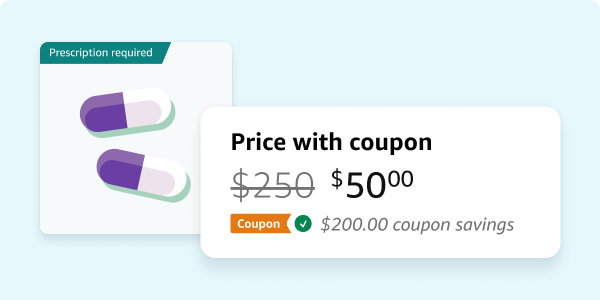 Prescription required
Price with coupon
$250 $50⁰⁰
Coupon $200.00 coupon savings